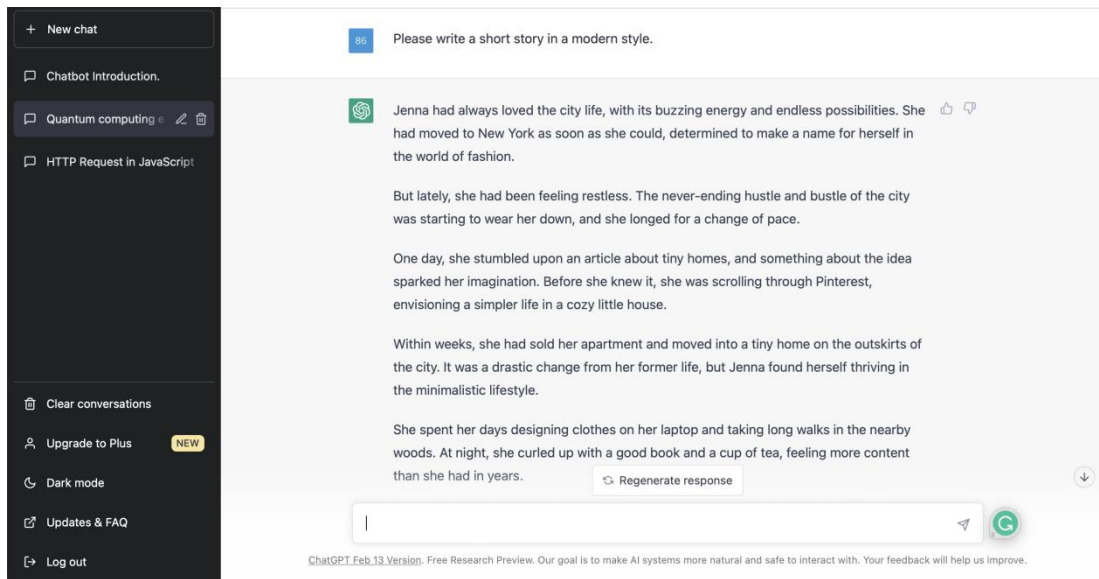 + New chat
Chatbot Introduction.
Quantum computing e
HTTP Request in JavaScript
Clear conversations
Upgrade to Plus NEW
Dark mode
Updates & FAQ
Log out
86 Please write a short story in a modern style.
Jenna had always loved the city life, with its buzzing energy and endless possibilities. She
had moved to New York as soon as she could, determined to make a name for herself in
the world of fashion.
But lately, she had been feeling restless. The never-ending hustle and bustle of the city
was starting to wear her down, and she longed for a change of pace.
One day, she stumbled upon an article about tiny homes, and something about the idea
sparked her imagination. Before she knew it, she was scrolling through Pinterest,
envisioning a simpler life in a cozy little house.
Within weeks, she had sold her apartment and moved into a tiny home on the outskirts of
the city. It was a drastic change from her former life, but Jenna found herself thriving in
the minimalistic lifestyle.
She spent her days designing clothes on her laptop and taking long walks in the nearby
woods. At night, she curled up with a good book and a cup of tea, feeling more content
than she had in years.
Regenerate response
G
ChatGPT Feb 13 Version. Free Research Preview. Our goal is to make AI systems more natural and safe to interact with. Your feedback will help us improve.